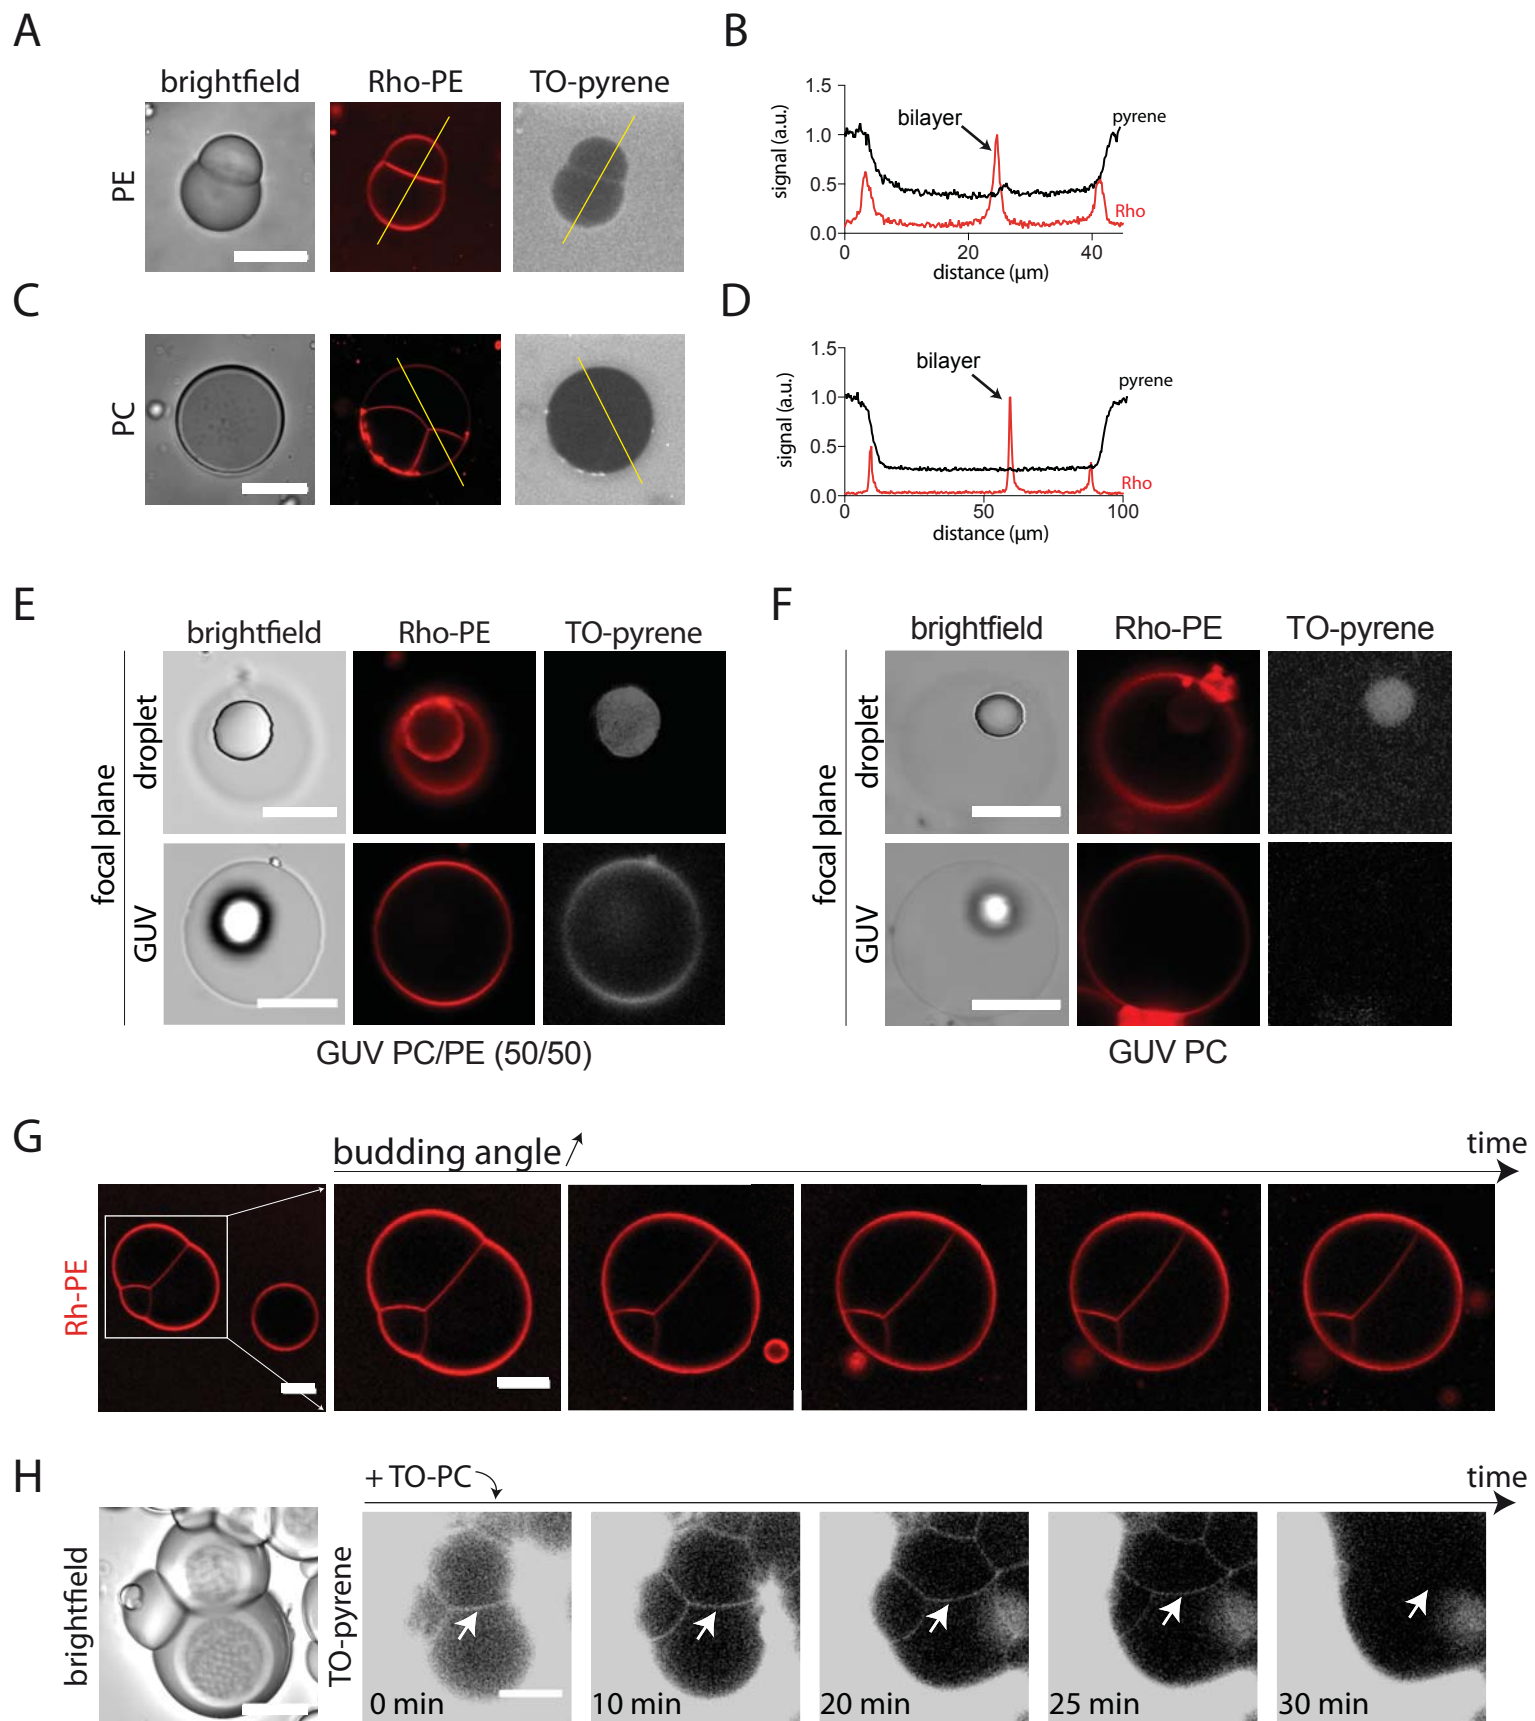 A
brightfield
Rho-PE
TO-pyrene
PE
B
1.5
1.0
0.5
0.0
signal (a.u.)
bilayer
pyrene
Rho
0
20
40
distance (µm)
C
PC
D
1.5
1.0
0.5
0.0
signal (a.u.)
bilayer
pyrene
Rho
0
50
100
distance (µm)
E
brightfield
Rho-PE
TO-pyrene
focal plane
droplet
GUV
GUV PC/PE (50/50)
F
brightfield
Rho-PE
TO-pyrene
focal plane
droplet
GUV
GUV PC
G
budding angle
time
Rh-PE
H
+ TO-PC
time
brightfield
TO-pyrene
0 min
10 min
20 min
25 min
30 min